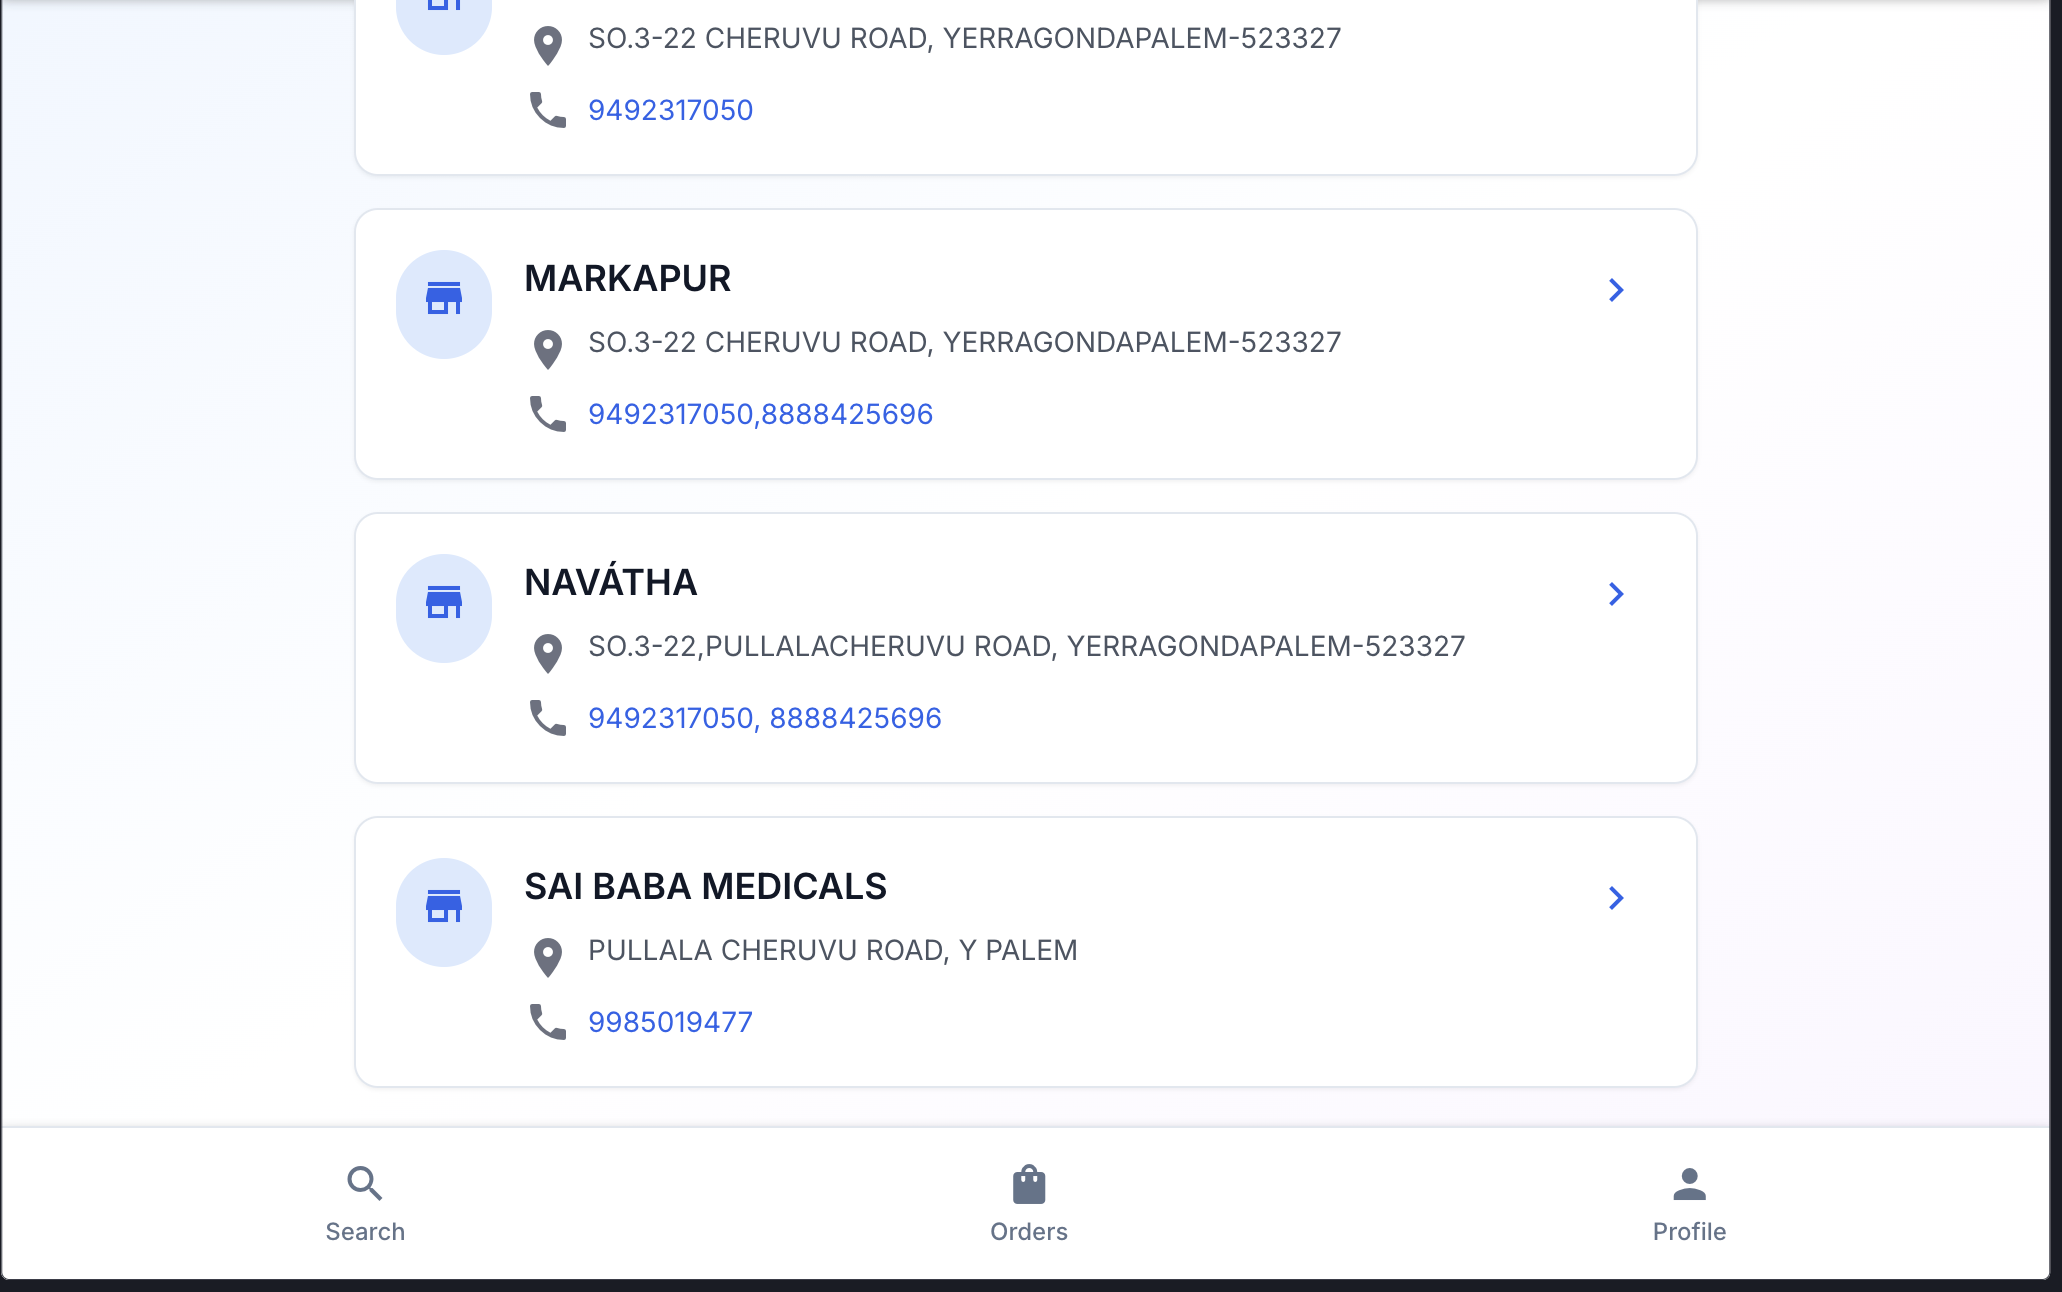 SO.3-22 CHERUVU ROAD, YERRAGONDAPALEM-523327
9492317050
MARKAPUR
SO.3-22 CHERUVU ROAD, YERRAGONDAPALEM-523327
9492317050,8888425696
NAVÁTHA
SO.3-22,PULLALACHERUVU ROAD, YERRAGONDAPALEM-523327
9492317050, 8888425696
SAI BABA MEDICALS
PULLALA CHERUVU ROAD, Y PALEM
9985019477
Search
Orders
Profile